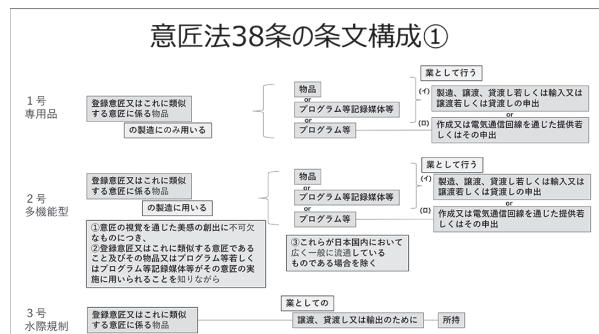 意匠法38条の条文構成①
1号
専用品
登録意匠又はこれに類似
する意匠に係る物品
の製造にのみ用いる
物品
or
プログラム等記録媒体等
or
プログラム等
業として行う
(イ)
製造、譲渡、貸渡し若しくは輸入又は
譲渡若しくは貸渡しの申出
or
(ロ)
作成又は電気通信回線を通じた提供若
しくはその申出
2号
多機能型
登録意匠又はこれに類似
する意匠に係る物品
の製造に用いる
①意匠の視覚を通じた美感の創出に不可欠
なものにつき、
②登録意匠又はこれに類似する意匠である
こと及びその物品又はプログラム等若しく
はプログラム等記録媒体等がその意匠の実
施に用いられることを知りながら
物品
or
プログラム等記録媒体等
or
プログラム等
③これらが日本国内において
広く一般に流通している
ものである場合を除く
業として行う
(イ)
製造、譲渡、貸渡し若しくは輸入又は
譲渡若しくは貸渡しの申出
or
(ロ)
作成又は電気通信回線を通じた提供若
しくはその申出
3号
水際規制
登録意匠又はこれに類似
する意匠に係る物品
業としての
譲渡、貸渡し又は輸出のために
所持